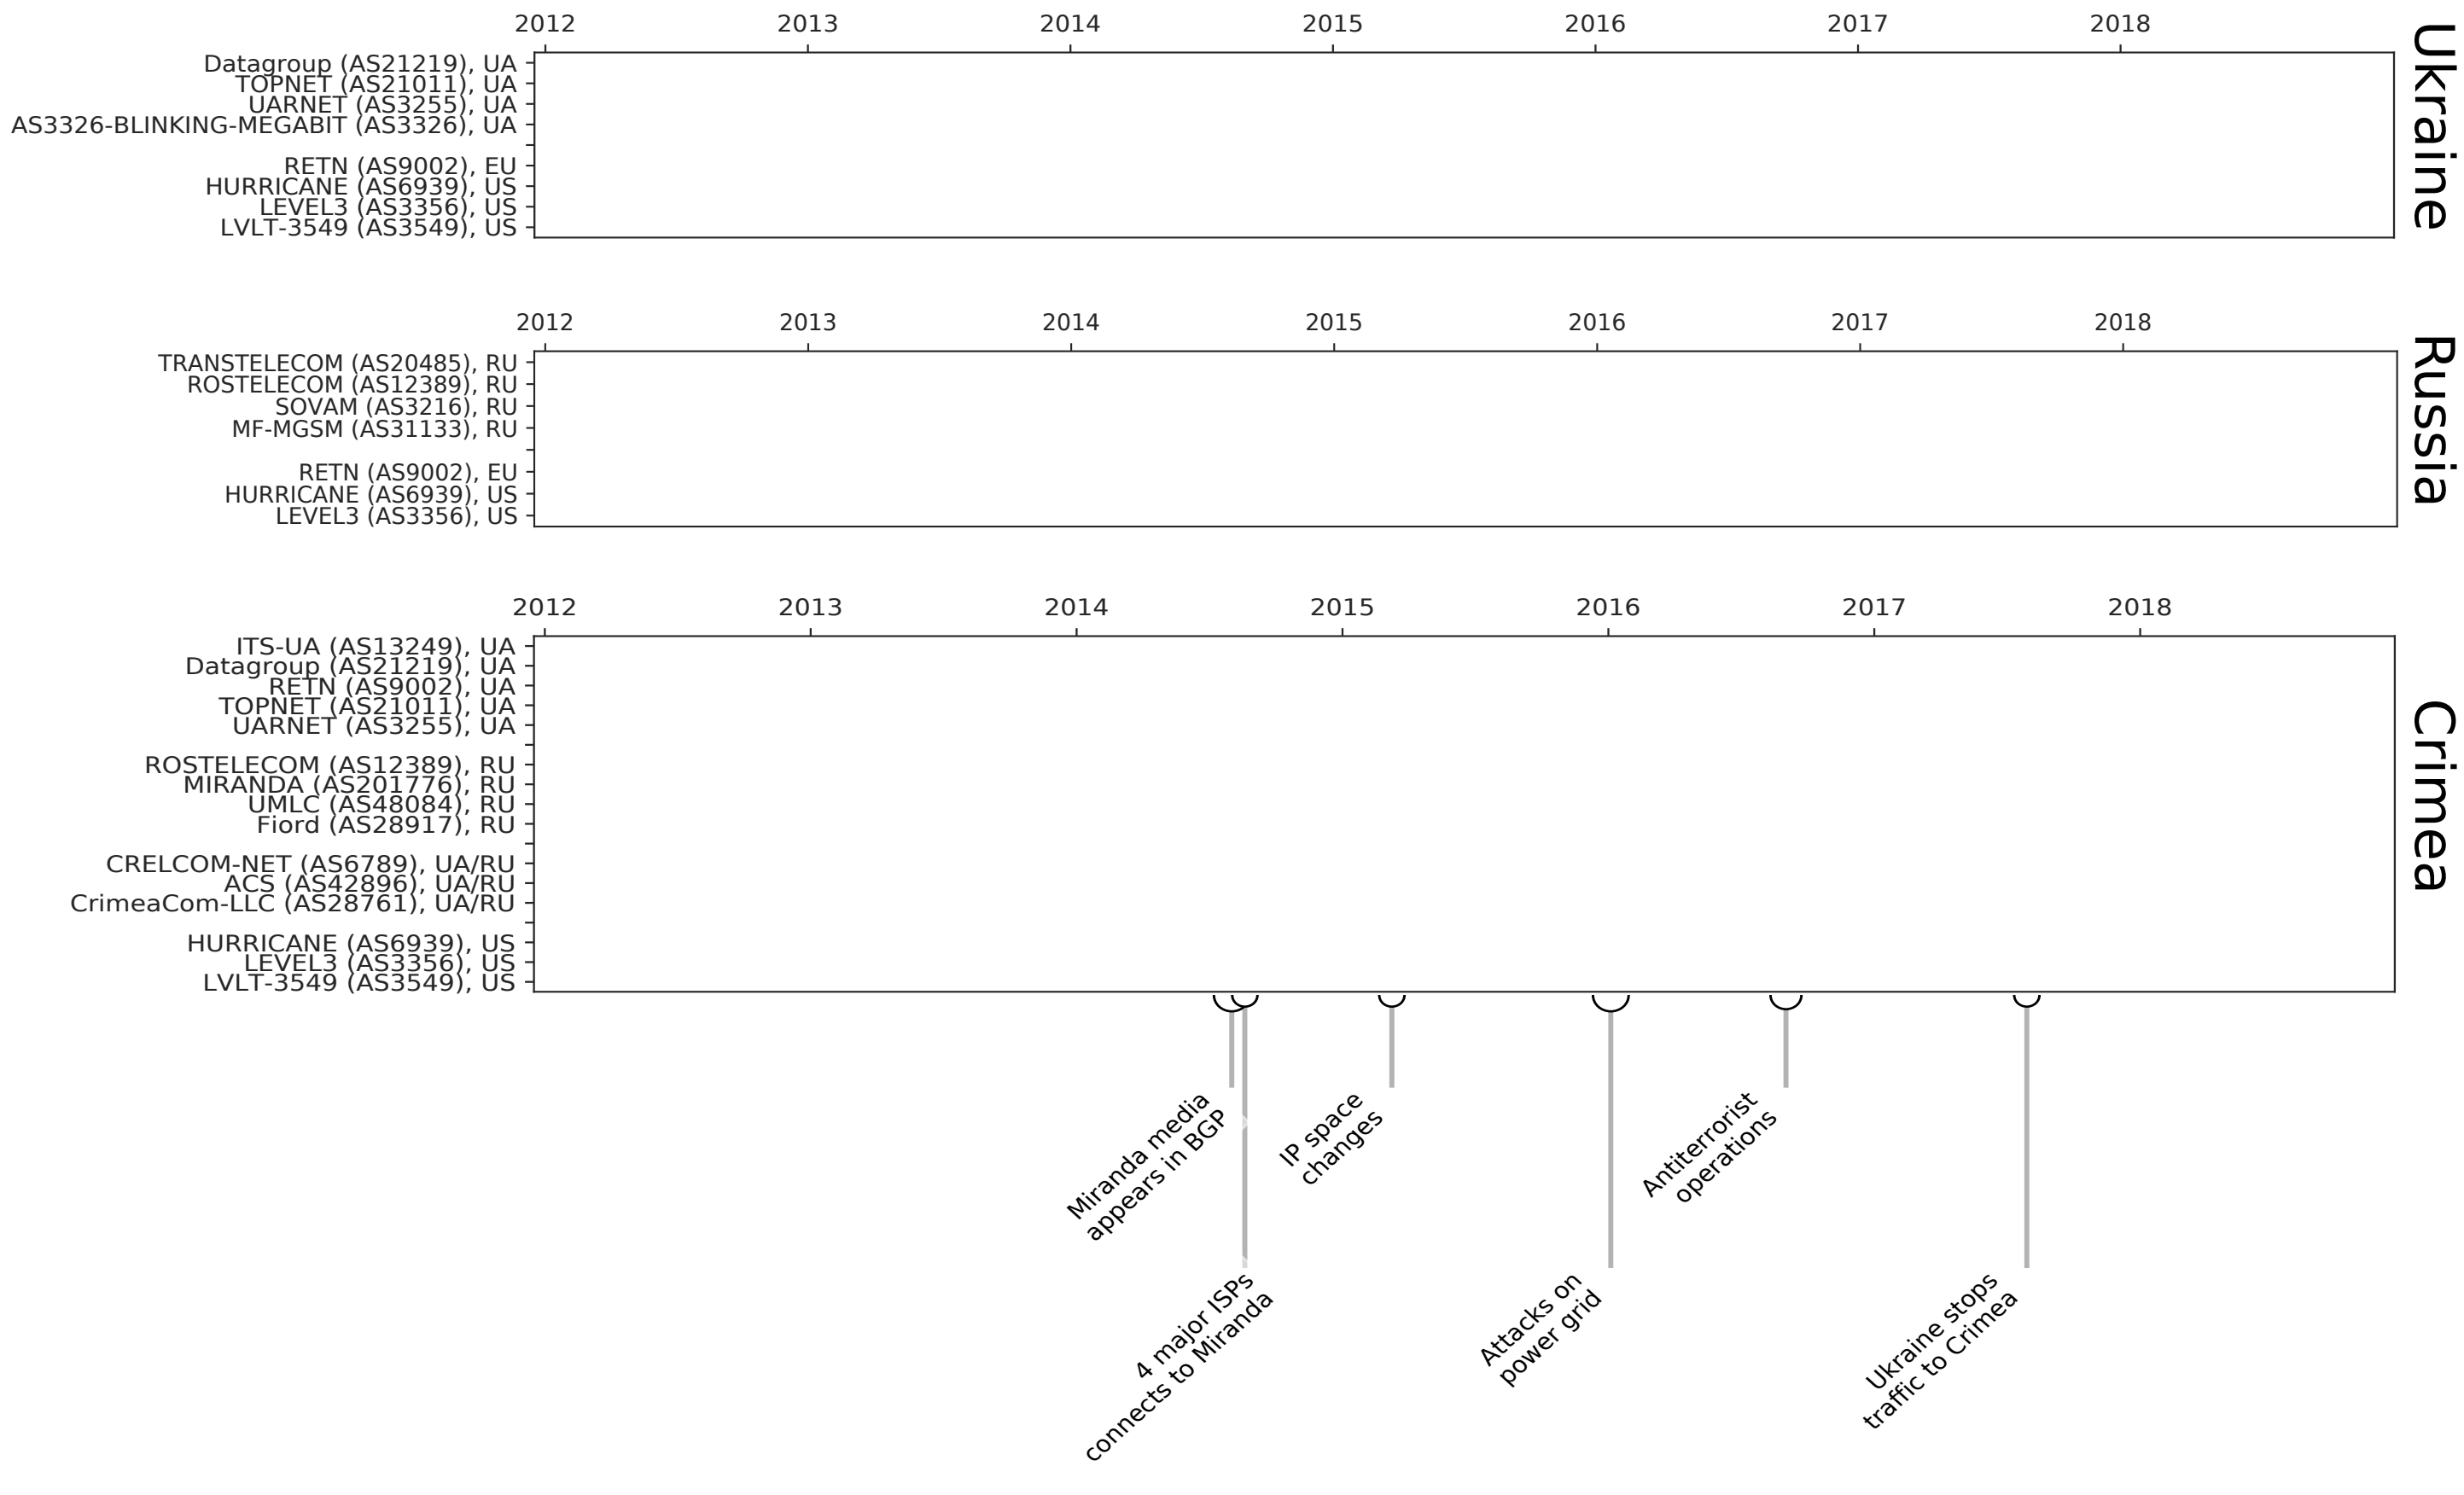 2012 2013 2014 2015 2016 2017 2018
Ukraine
Datagroup (AS21219), UA
TOPNET (AS21011), UA
UARNET (AS3255), UA
AS3326-BLINKING-MEGABIT (AS3326), UA
RETN (AS9002), EU
HURRICANE (AS6939), US
LEVEL3 (AS3356), US
LVLT-3549 (AS3549), US
2012 2013 2014 2015 2016 2017 2018
Russia
TRANSTELECOM (AS20485), RU
ROSTELECOM (AS12389), RU
SOVAM (AS3216), RU
MF-MGSM (AS31133), RU
RETN (AS9002), EU
HURRICANE (AS6939), US
LEVEL3 (AS3356), US
2012 2013 2014 2015 2016 2017 2018
Crimea
ITS-UA (AS13249), UA
Datagroup (AS21219), UA
RETN (AS9002), UA
TOPNET (AS21011), UA
UARNET (AS3255), UA
ROSTELECOM (AS12389), RU
MIRANDA (AS201776), RU
UMLC (AS48084), RU
Fiord (AS28917), RU
CRELCOM-NET (AS6789), UA/RU
ACS (AS42896), UA/RU
CrimeaCom-LLC (AS28761), UA/RU
HURRICANE (AS6939), US
LEVEL3 (AS3356), US
LVLT-3549 (AS3549), US
Miranda media
appears in BGP
4 major ISPs
connects to Miranda
IP space
changes
Attacks on
power grid
Antiterrorist
operations
Ukraine stops
traffic to Crimea